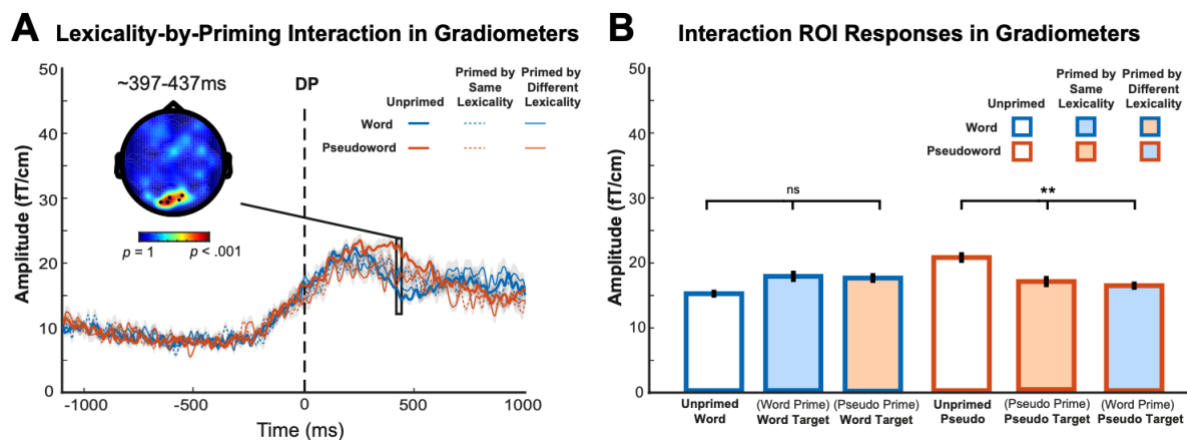 A Lexicality-by-Priming Interaction in Gradiometers
~397-437ms
DP
Unprimed
Primed by
Same
Lexicality
Primed by
Different
Lexicality
Word
Pseudoword
p = 1
p < .001
Amplitude (fT/cm)
50
40
30
20
10
0
-1000
-500
0
500
1000
Time (ms)
B Interaction ROI Responses in Gradiometers
Unprimed
Primed by
Same
Lexicality
Primed by
Different
Lexicality
Word
Pseudoword
ns
**
Amplitude (fT/cm)
50
40
30
20
10
0
Unprimed
Word
(Word Prime)
Word Target
(Pseudo Prime)
Word Target
Unprimed
Pseudo
(Pseudo Prime)
Pseudo Target
(Word Prime)
Pseudo Target